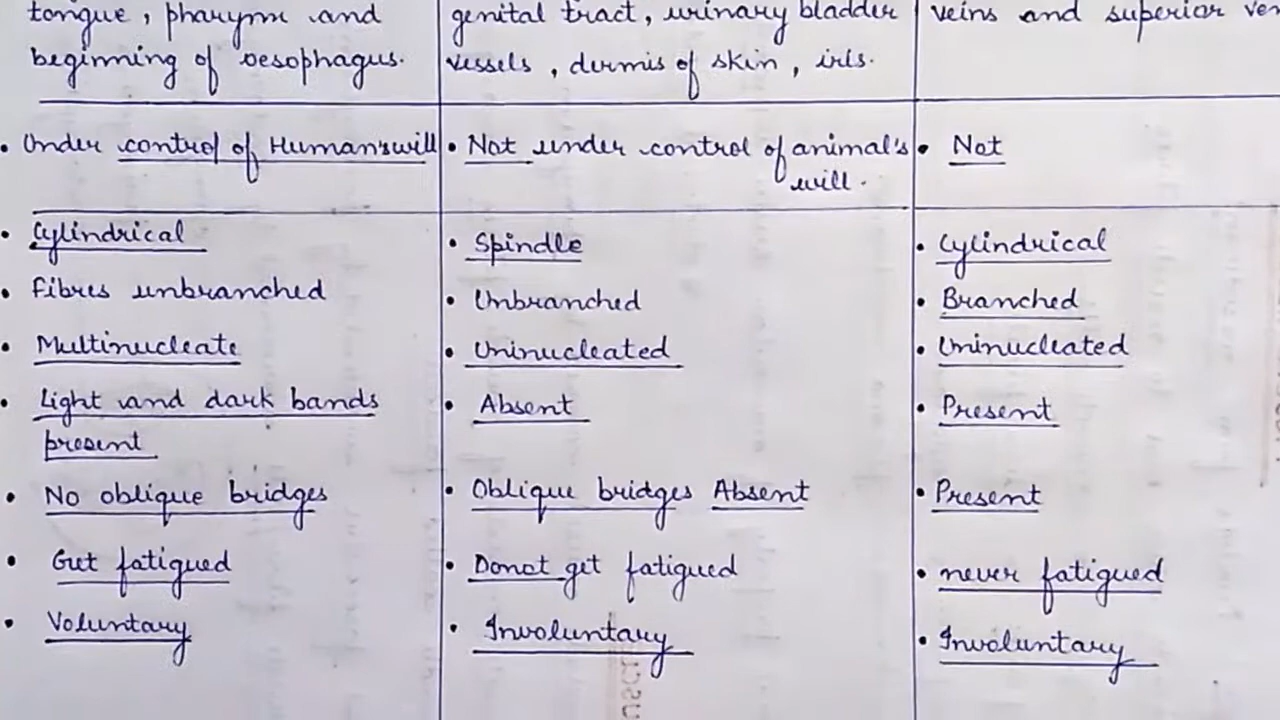 tongue, pharynx and
beginning of oesophagus.
genital tract, urinary bladder
vessels, dermis of skin, iris.
veins and superior
• Under control of Human's will
• Not under control of animal's
will.
• Not
• Cylindrical
• Spindle
• Cylindrical
• Fibres unbranched
• Unbranched
• Branched
• Multinucleate
• Uninucleated
• Uninucleated
• Light and dark bands
present
• Absent
• Present
• No oblique bridges
• Oblique bridges Absent
• Present
• Get fatigued
• Donot get fatigued
• never fatigued
• Voluntary
• Involuntary
• Involuntary